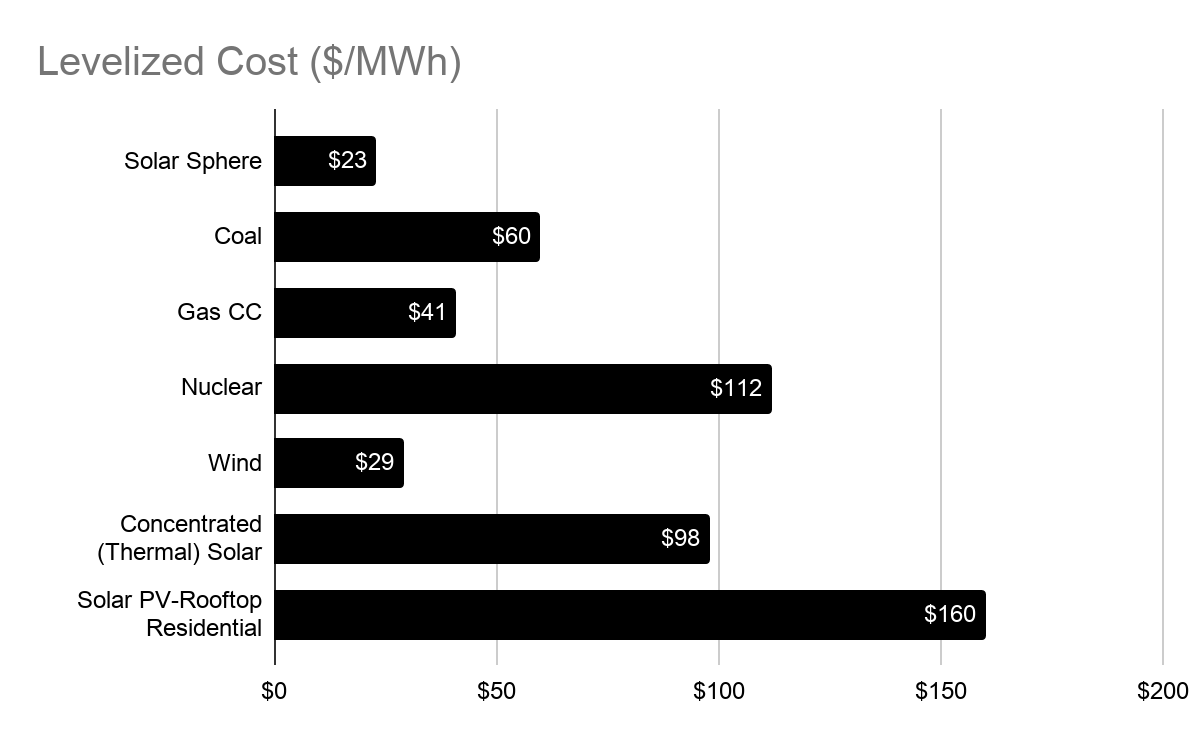 Levelized Cost ($/MWh)
Solar Sphere
$23
Coal
$60
Gas CC
$41
Nuclear
$112
Wind
$29
Concentrated
(Thermal) Solar
$98
Solar PV-Rooftop
Residential
$160
$0
$50
$100
$150
$200